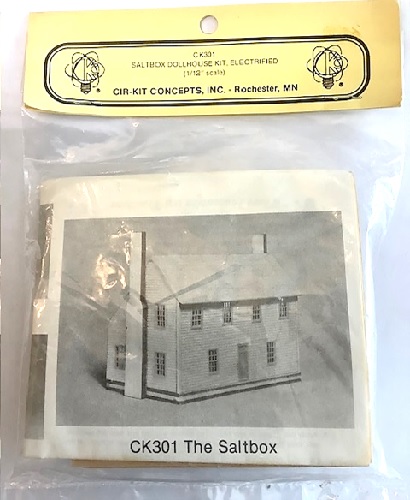 CK301
SALTBOX DOLLHOUSE KIT, ELECTRIFIED
(1/12" scale)
CIR-KIT CONCEPTS, INC. - Rochester, MN
CK301 The Saltbox